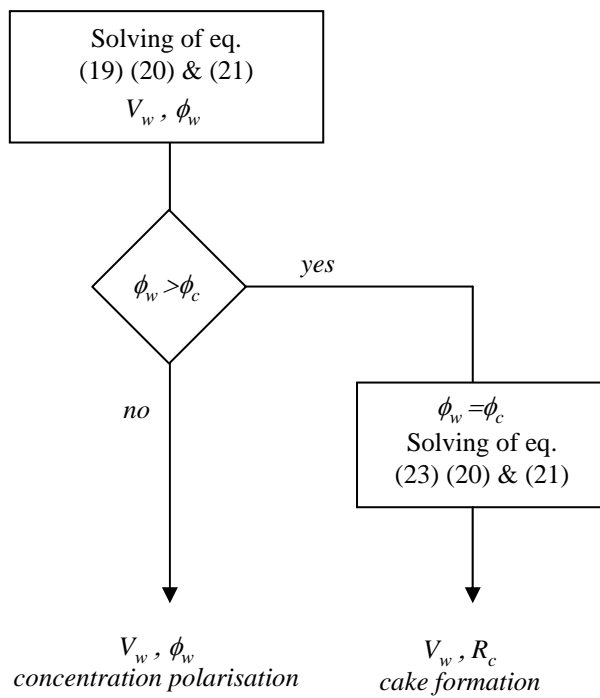 Solving of eq.
(19) (20) & (21)
V_w , ϕ_w
ϕ_w >ϕ_c
yes
no
ϕ_w =ϕ_c
Solving of eq.
(23) (20) & (21)
V_w , ϕ_w
concentration polarisation
V_w , R_c
cake formation